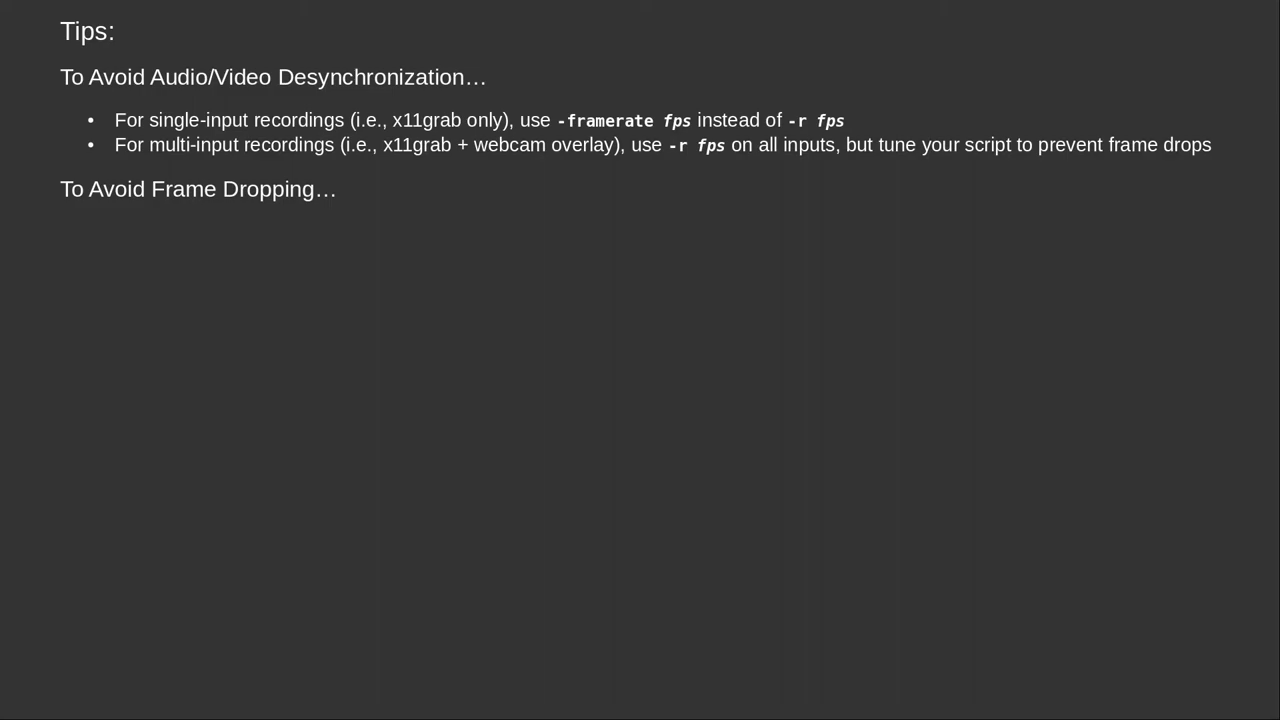 Tips:
To Avoid Audio/Video Desynchronization…
• For single-input recordings (i.e., x11grab only), use -framerate fps instead of -r fps
• For multi-input recordings (i.e., x11grab + webcam overlay), use -r fps on all inputs, but tune your script to prevent frame drops
To Avoid Frame Dropping…